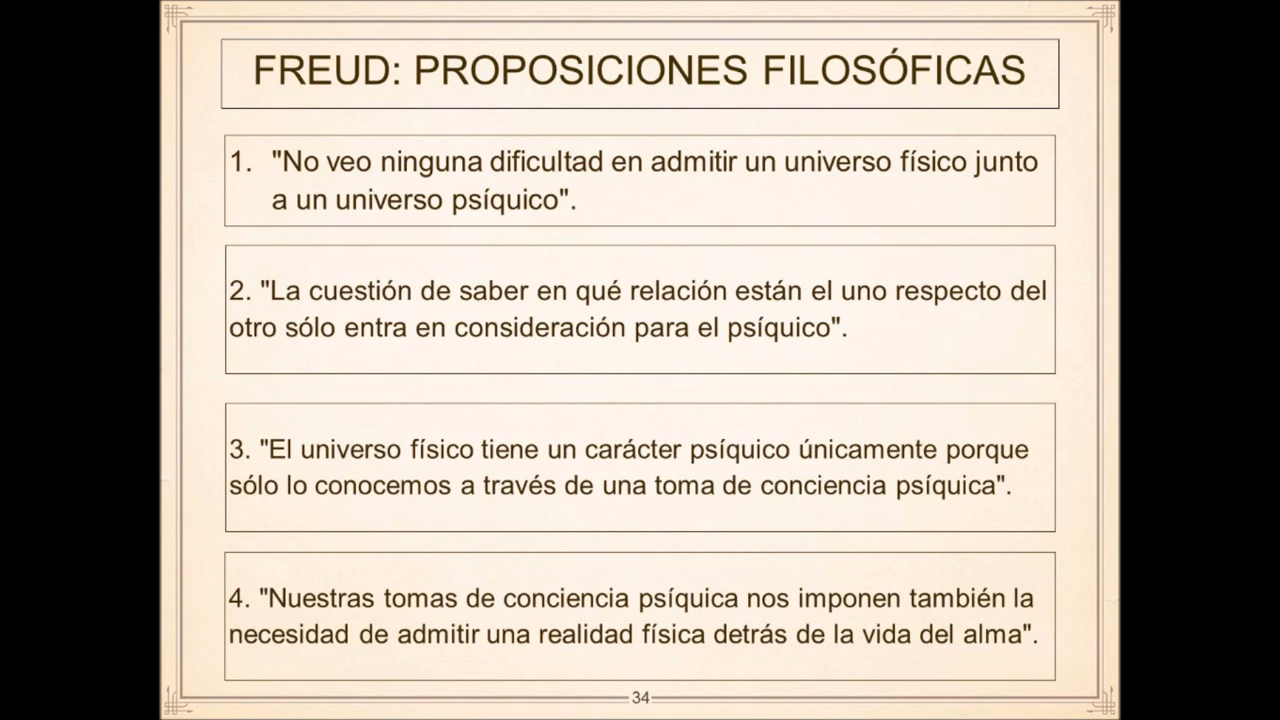 FREUD: PROPOSICIONES FILOSÓFICAS
1. "No veo ninguna dificultad en admitir un universo físico junto
a un universo psíquico".
2. "La cuestión de saber en qué relación están el uno respecto del
otro sólo entra en consideración para el psíquico".
3. "El universo físico tiene un carácter psíquico únicamente porque
sólo lo conocemos a través de una toma de conciencia psíquica".
4. "Nuestras tomas de conciencia psíquica nos imponen también la
necesidad de admitir una realidad física detrás de la vida del alma".
34